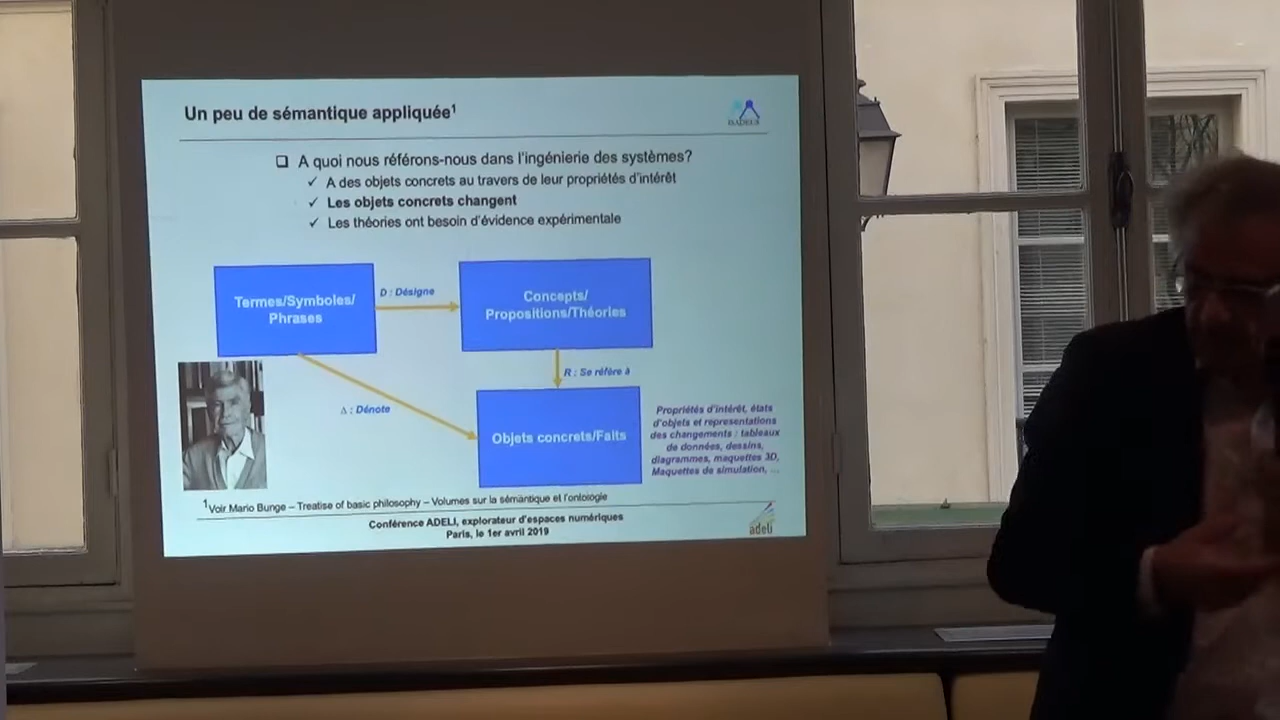 Un peu de sémantique appliquée¹
A quoi nous référons-nous dans l'ingénierie des systèmes?
A des objets concrets au travers de leur propriétés d'intérêt
Les objets concrets changent
Les théories ont besoin d'évidence expérimentale
Termes/Symboles/
Phrases
D : Désigne
Concepts/
Propositions/Théories
R : Se réfère à
Δ : Dénote
Objets concrets/Faits
Propriétés d'intérêt, états
d'objets et représentations
des changements : tableaux
de données, dessins,
diagrammes, maquettes 3D,
Maquettes de simulation, ...
¹Voir Mario Bunge – Treatise of basic philosophy – Volumes sur la sémantique et l'ontologie
Conférence ADELI, explorateur d'espaces numériques
Paris, le 1er avril 2019
adeli